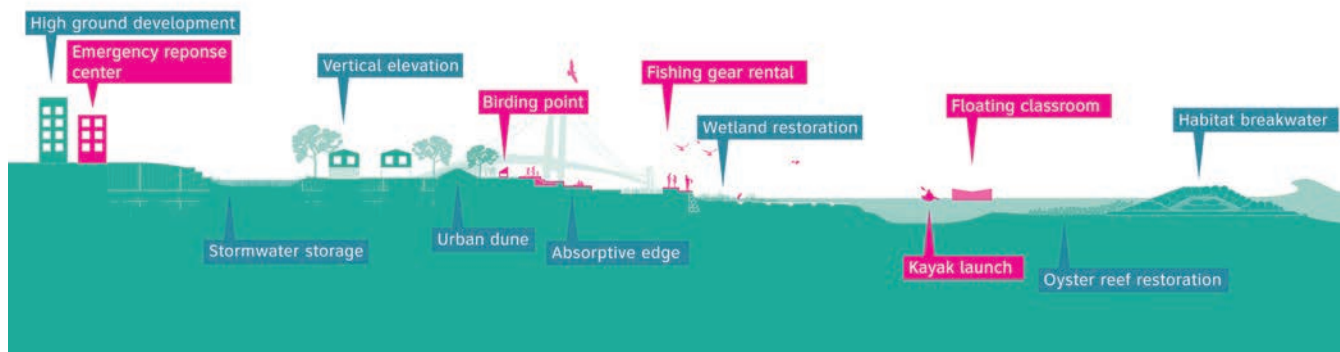 High ground development
Emergency reponse
center
Vertical elevation
Birding point
Fishing gear rental
Wetland restoration
Floating classroom
Habitat breakwater
Stormwater storage
Urban dune
Absorptive edge
Kayak launch
Oyster reef restoration